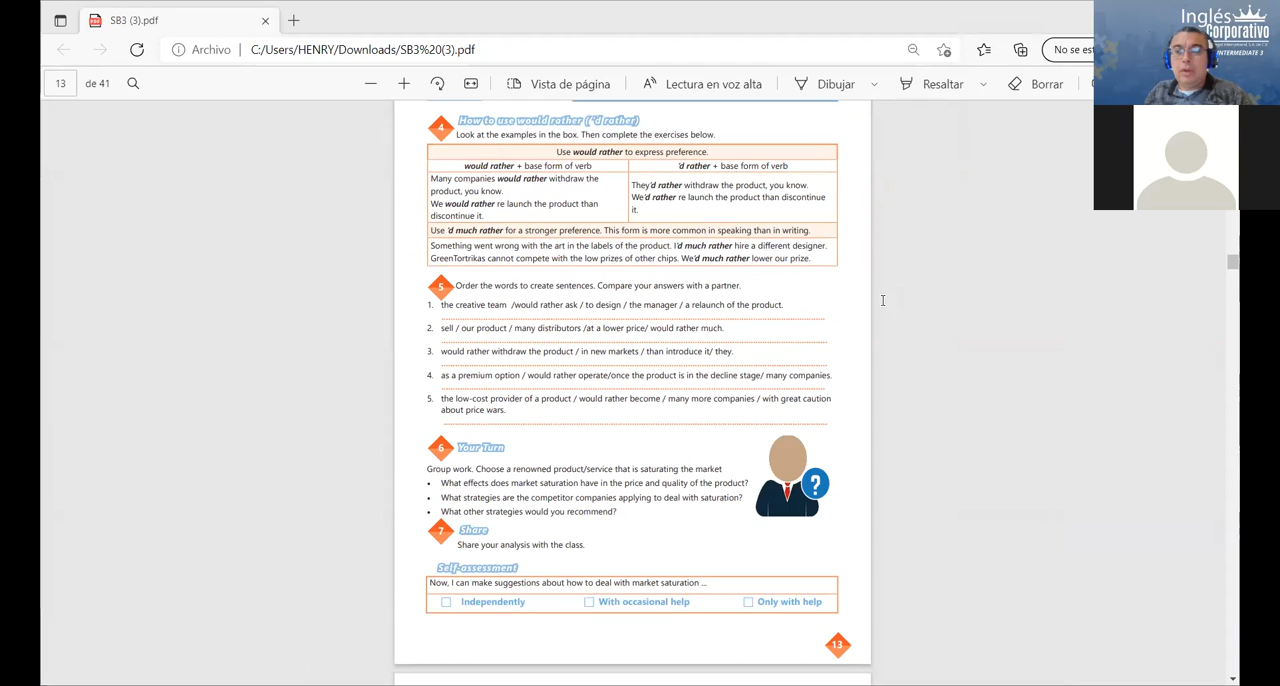 SB3 (3).pdf
Archivo | C:/Users/HENRY/Downloads/SB3%20(3).pdf
No se est
13 de 41
Vista de página
Lectura en voz alta
Dibujar
Resaltar
Borrar
Inglés
Corporativo
INTERMEDIATE 3
4 How to use would rather ('d rather)
Look at the examples in the box. Then complete the exercises below.
Use would rather to express preference.
would rather + base form of verb
'd rather + base form of verb
Many companies would rather withdraw the
product, you know.
We would rather re launch the product than
discontinue it.
They'd rather withdraw the product, you know.
We'd rather re launch the product than discontinue
it.
Use 'd much rather for a stronger preference. This form is more common in speaking than in writing.
Something went wrong with the art in the labels of the product. I'd much rather hire a different designer.
GreenTortrikas cannot compete with the low prizes of other chips. We'd much rather lower our prize.
5 Order the words to create sentences. Compare your answers with a partner.
1. the creative team /would rather ask / to design / the manager / a relaunch of the product.
2. sell / our product / many distributors /at a lower price/ would rather much.
3. would rather withdraw the product / in new markets / than introduce it/ they.
4. as a premium option / would rather operate/once the product is in the decline stage/ many companies.
5. the low-cost provider of a product / would rather become / many more companies / with great caution
about price wars.
6 Your Turn
Group work. Choose a renowned product/service that is saturating the market
• What effects does market saturation have in the price and quality of the product?
• What strategies are the competitor companies applying to deal with saturation?
• What other strategies would you recommend?
?
7 Share
Share your analysis with the class.
Self-assessment
Now, I can make suggestions about how to deal with market saturation ...
Independently
With occasional help
Only with help
13